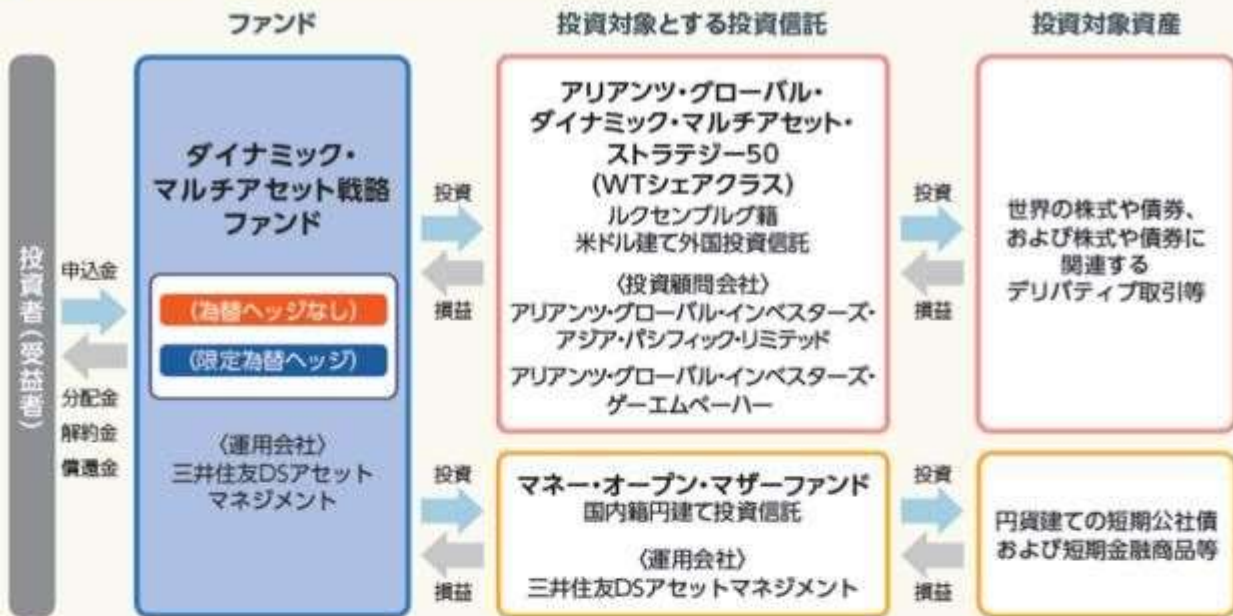 ファンド
投資対象とする投資信託
投資対象資産
投資者(受益者)
申込金
分配金
解約金
償還金
ダイナミック・
マルチアセット戦略
ファンド
(為替ヘッジなし)
(限定為替ヘッジ)
〈運用会社〉
三井住友DSアセット
マネジメント
投資
損益
アリアンツ・グローバル・
ダイナミック・マルチアセット・
ストラテジー50
(WTシェアクラス)
ルクセンブルグ籍
米ドル建て外国投資信託
〈投資顧問会社〉
アリアンツ・グローバル・インベスターズ・
アジア・パシフィック・リミテッド
アリアンツ・グローバル・インベスターズ・
ゲーエムベーハー
投資
損益
世界の株式や債券、
および株式や債券に
関連する
デリバティブ取引等
投資
損益
マネー・オープン・マザーファンド
国内籍円建て投資信託
〈運用会社〉
三井住友DSアセットマネジメント
投資
損益
円貨建ての短期公社債
および短期金融商品等